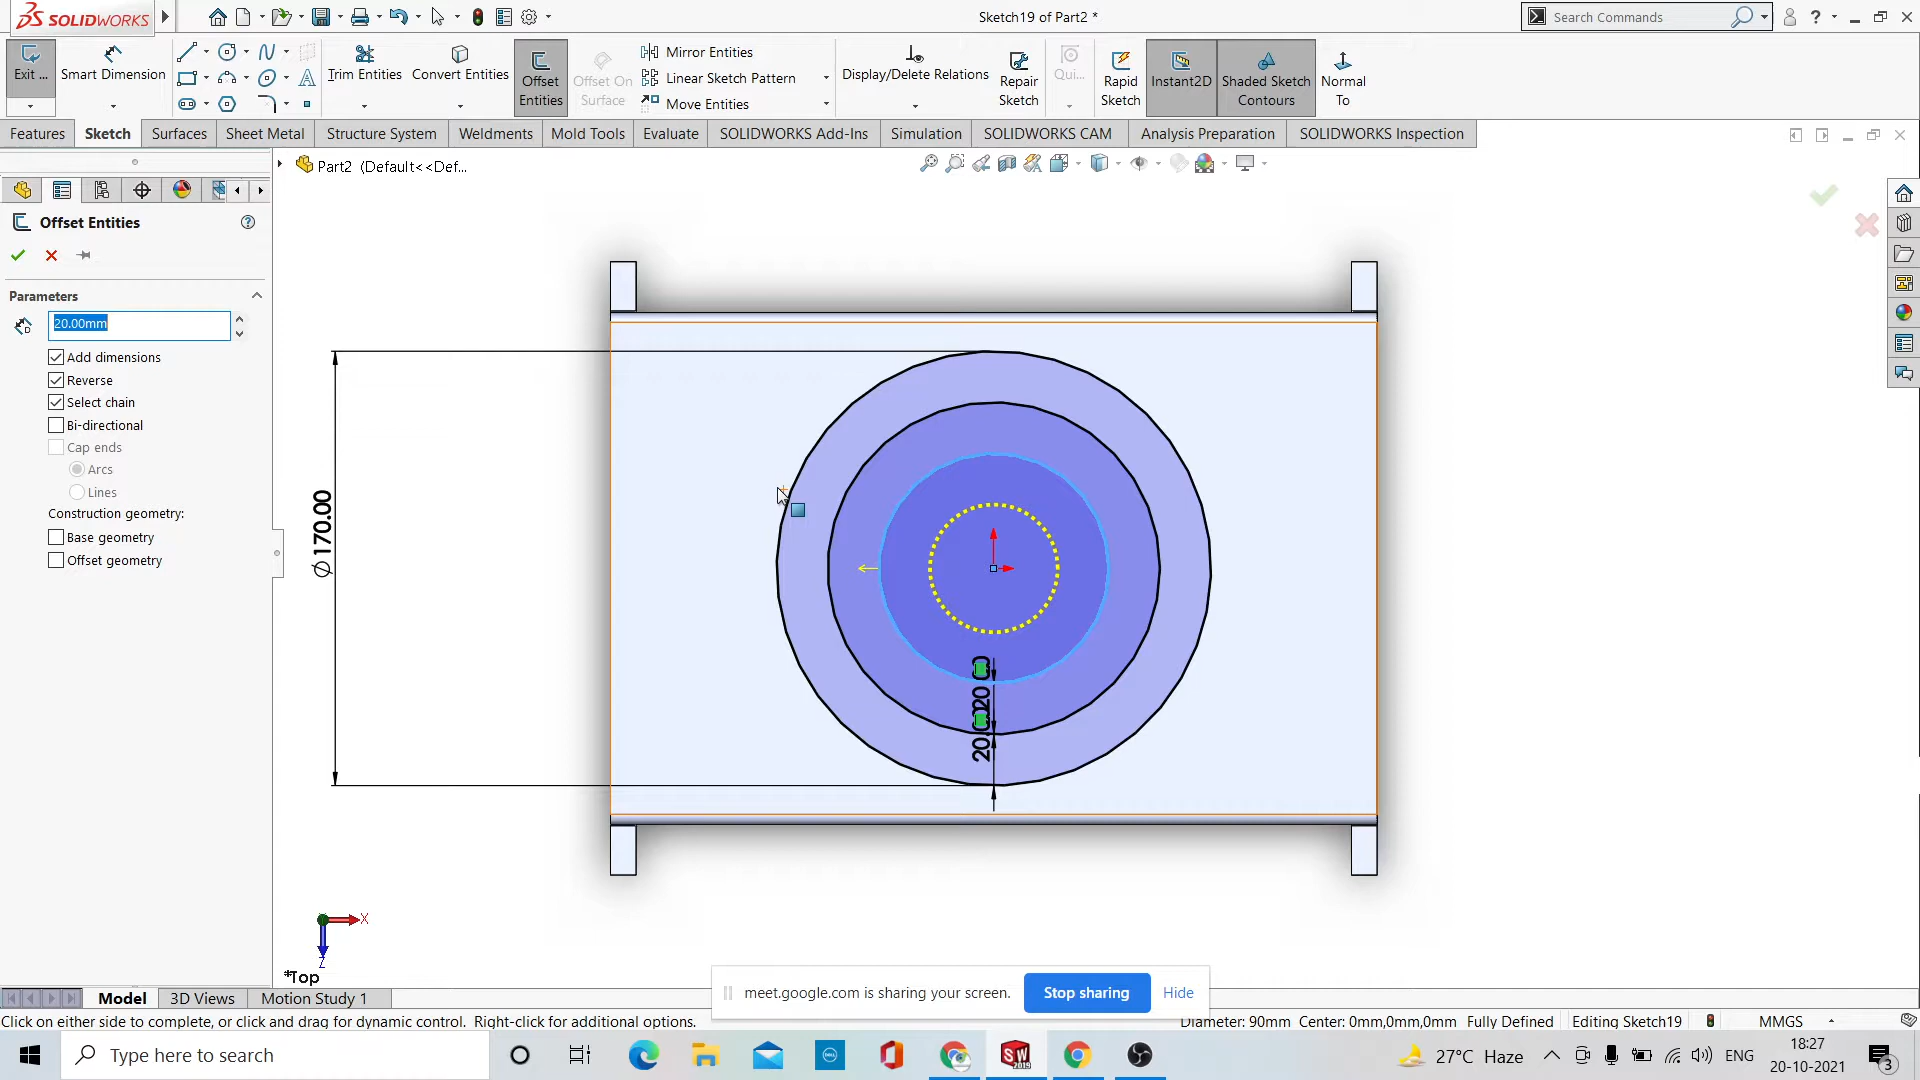 SOLIDWORKS
Sketch19 of Part2 *
Search Commands
Exit ...
Smart Dimension
Trim Entities
Convert Entities
Offset Entities
Offset On Surface
Mirror Entities
Linear Sketch Pattern
Move Entities
Display/Delete Relations
Repair Sketch
Qui...
Rapid Sketch
Instant2D
Shaded Sketch Contours
Normal To
Features
Sketch
Surfaces
Sheet Metal
Structure System
Weldments
Mold Tools
Evaluate
SOLIDWORKS Add-Ins
Simulation
SOLIDWORKS CAM
Analysis Preparation
SOLIDWORKS Inspection
Part2 (Default<<Def...
Offset Entities
Parameters
20.00mm
Add dimensions
Reverse
Select chain
Bi-directional
Cap ends
Arcs
Lines
Construction geometry:
Base geometry
Offset geometry
Ø170.00
X
Z
*Top
meet.google.com is sharing your screen.
Stop sharing
Hide
Model
3D Views
Motion Study 1
Click on either side to complete, or click and drag for dynamic control. Right-click for additional options.
Diameter: 90mm Center: 0mm,0mm,0mm
Fully Defined
Editing Sketch19
MMGS
Type here to search
27°C Haze
ENG
18:27
20-10-2021
3